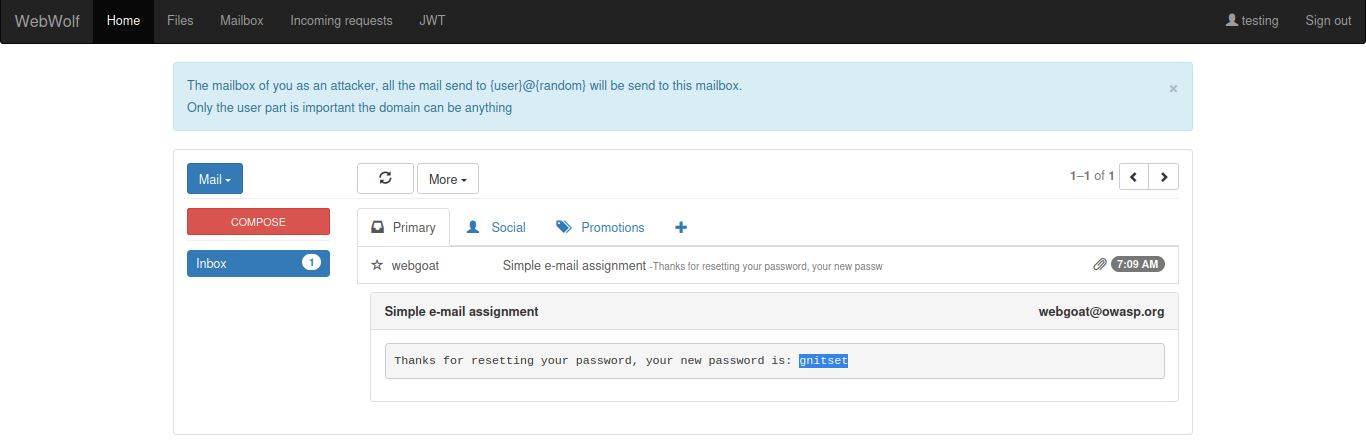 WebWolf Home Files Mailbox Incoming requests JWT testing Sign out
The mailbox of you as an attacker, all the mail send to {user}@{random} will be send to this mailbox. ×
Only the user part is important the domain can be anything
Mail More 1–1 of 1
COMPOSE
Primary Social Promotions
Inbox 1
webgoat Simple e-mail assignment -Thanks for resetting your password, your new passw 7:09 AM
Simple e-mail assignment webgoat@owasp.org
Thanks for resetting your password, your new password is: gnitset